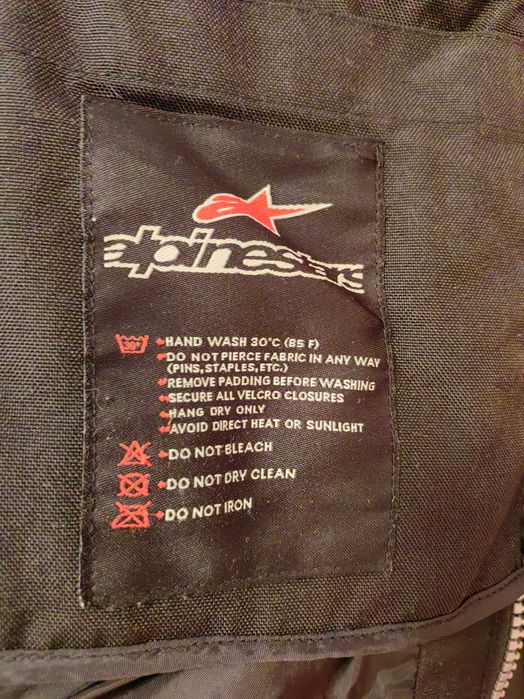 alpinestars
30°
HAND WASH 30°C (85 F)
DO NOT PIERCE FABRIC IN ANY WAY
(PINS,STAPLES,ETC.)
REMOVE PADDING BEFORE WASHING
SECURE ALL VELCRO CLOSURES
HANG DRY ONLY
AVOID DIRECT HEAT OR SUNLIGHT
DO NOT BLEACH
DO NOT DRY CLEAN
DO NOT IRON